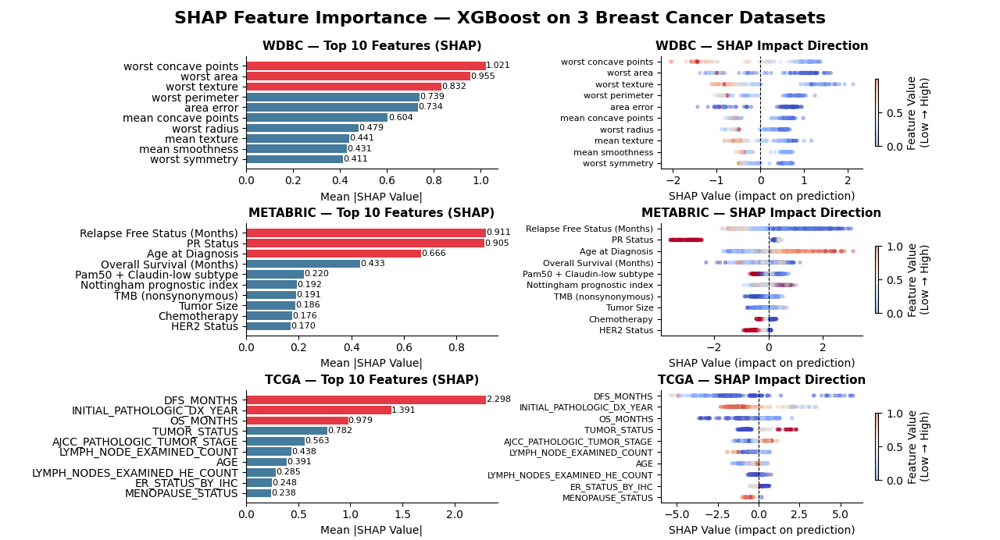 SHAP Feature Importance — XGBoost on 3 Breast Cancer Datasets
WDBC — Top 10 Features (SHAP)
worst concave points
worst area
worst texture
worst perimeter
area error
mean concave points
worst radius
mean texture
mean smoothness
worst symmetry
1.021
0.955
0.832
0.739
0.734
0.604
0.479
0.441
0.431
0.411
0.0 0.2 0.4 0.6 0.8 1.0
Mean |SHAP Value|
WDBC — SHAP Impact Direction
worst concave points
worst area
worst texture
worst perimeter
area error
mean concave points
worst radius
mean texture
mean smoothness
worst symmetry
−2 −1 0 1 2
SHAP Value (impact on prediction)
0.5
0.0
Feature Value
(Low → High)
METABRIC — Top 10 Features (SHAP)
Relapse Free Status (Months)
PR Status
Age at Diagnosis
Overall Survival (Months)
Pam50 + Claudin-low subtype
Nottingham prognostic index
TMB (nonsynonymous)
Tumor Size
Chemotherapy
HER2 Status
0.911
0.905
0.666
0.433
0.220
0.192
0.191
0.186
0.176
0.170
0.0 0.2 0.4 0.6 0.8
Mean |SHAP Value|
METABRIC — SHAP Impact Direction
Relapse Free Status (Months)
PR Status
Age at Diagnosis
Overall Survival (Months)
Pam50 + Claudin-low subtype
Nottingham prognostic index
TMB (nonsynonymous)
Tumor Size
Chemotherapy
HER2 Status
−2 0 2
SHAP Value (impact on prediction)
1.0
0.5
0.0
Feature Value
(Low → High)
TCGA — Top 10 Features (SHAP)
DFS_MONTHS
INITIAL_PATHOLOGIC_DX_YEAR
OS_MONTHS
TUMOR_STATUS
AJCC_PATHOLOGIC_TUMOR_STAGE
LYMPH_NODE_EXAMINED_COUNT
AGE
LYMPH_NODES_EXAMINED_HE_COUNT
ER_STATUS_BY_IHC
MENOPAUSE_STATUS
2.298
1.391
0.979
0.782
0.563
0.438
0.391
0.285
0.248
0.238
0.0 0.5 1.0 1.5 2.0
Mean |SHAP Value|
TCGA — SHAP Impact Direction
DFS_MONTHS
INITIAL_PATHOLOGIC_DX_YEAR
OS_MONTHS
TUMOR_STATUS
AJCC_PATHOLOGIC_TUMOR_STAGE
LYMPH_NODE_EXAMINED_COUNT
AGE
LYMPH_NODES_EXAMINED_HE_COUNT
ER_STATUS_BY_IHC
MENOPAUSE_STATUS
−5.0 −2.5 0.0 2.5 5.0
SHAP Value (impact on prediction)
1.0
0.5
0.0
Feature Value
(Low → High)